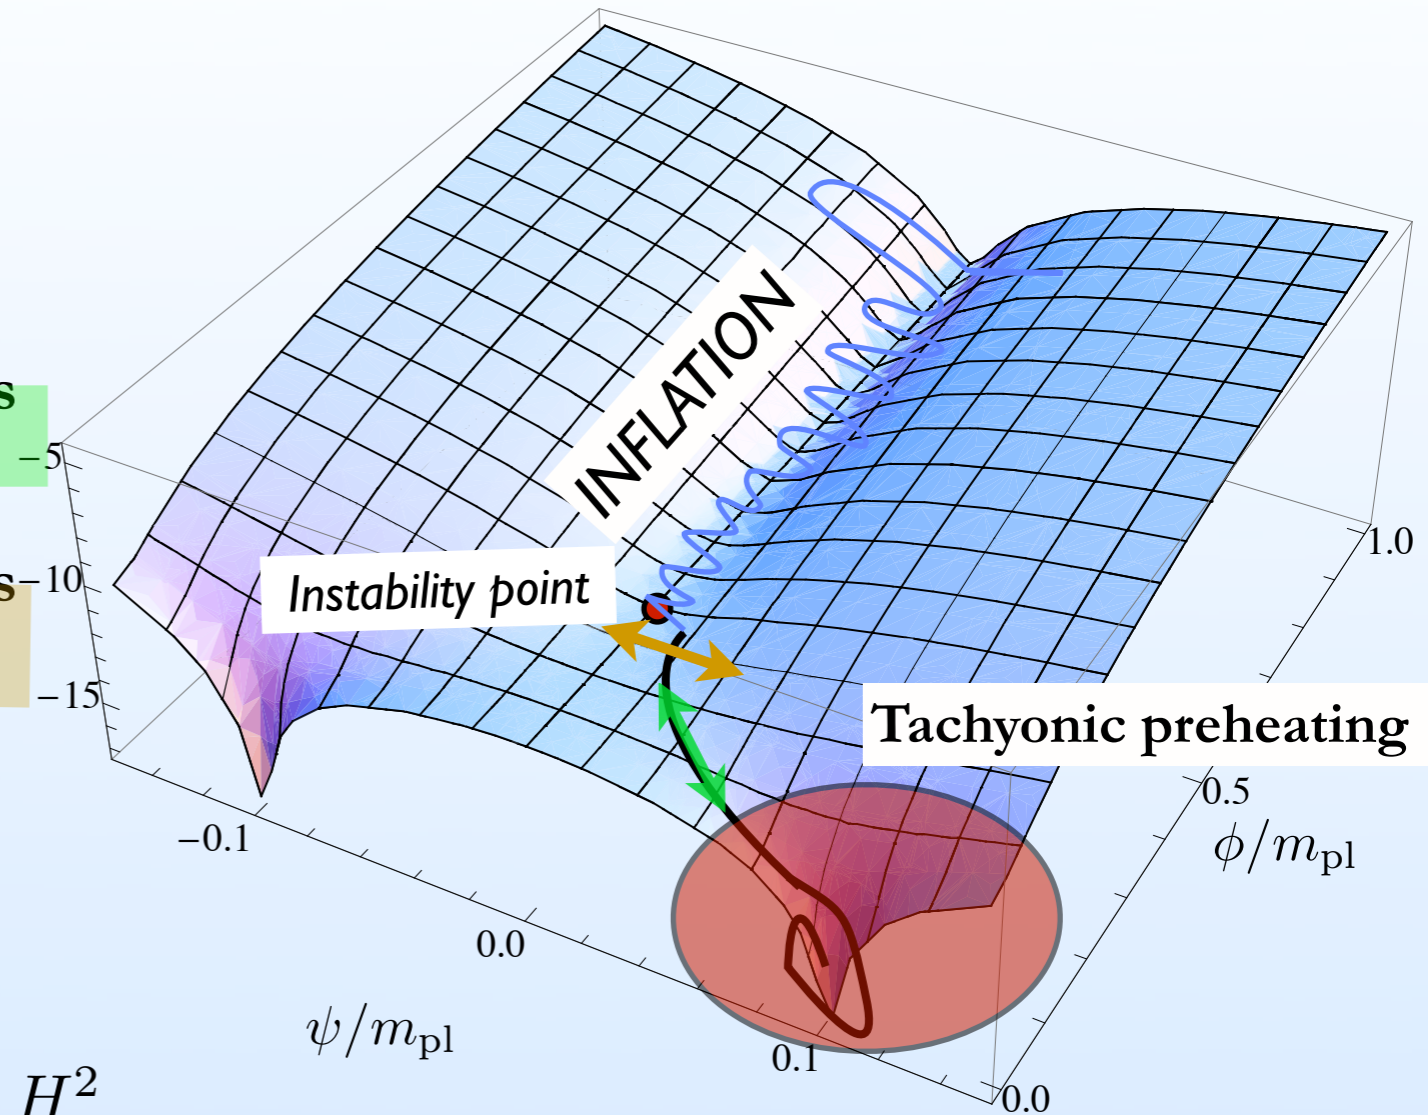 INFLATION
s
−5
Instability point
s
−10
−15
1.0
Tachyonic preheating
0.5
ϕ/m_pl
−0.1
0.0
ψ/m_pl
0.1
0.0
H²